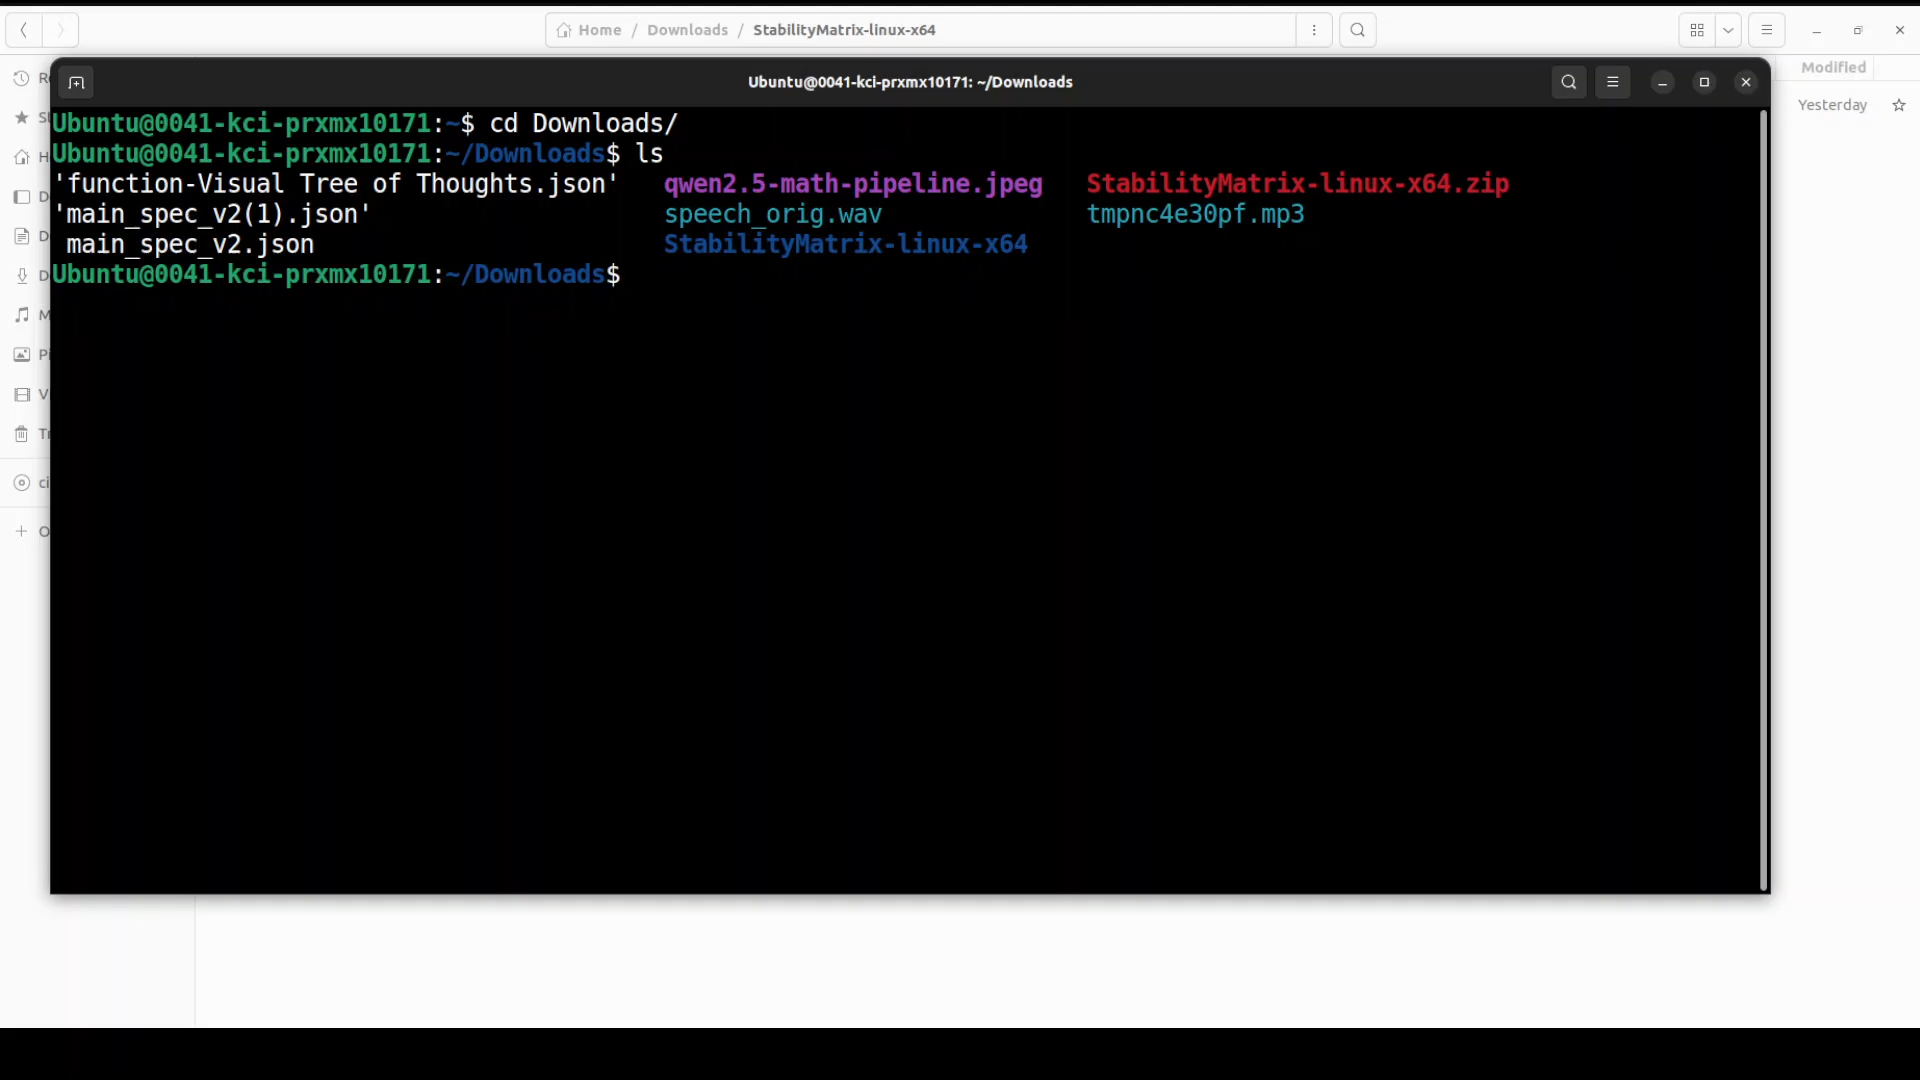 Home / Downloads / StabilityMatrix-linux-x64
Modified
Yesterday
Ubuntu@0041-kci-prxmx10171: ~/Downloads
Ubuntu@0041-kci-prxmx10171:~$ cd Downloads/
Ubuntu@0041-kci-prxmx10171:~/Downloads$ ls
'function-Visual Tree of Thoughts.json' qwen2.5-math-pipeline.jpeg StabilityMatrix-linux-x64.zip
'main_spec_v2(1).json' speech_orig.wav tmpnc4e30pf.mp3
main_spec_v2.json StabilityMatrix-linux-x64
Ubuntu@0041-kci-prxmx10171:~/Downloads$